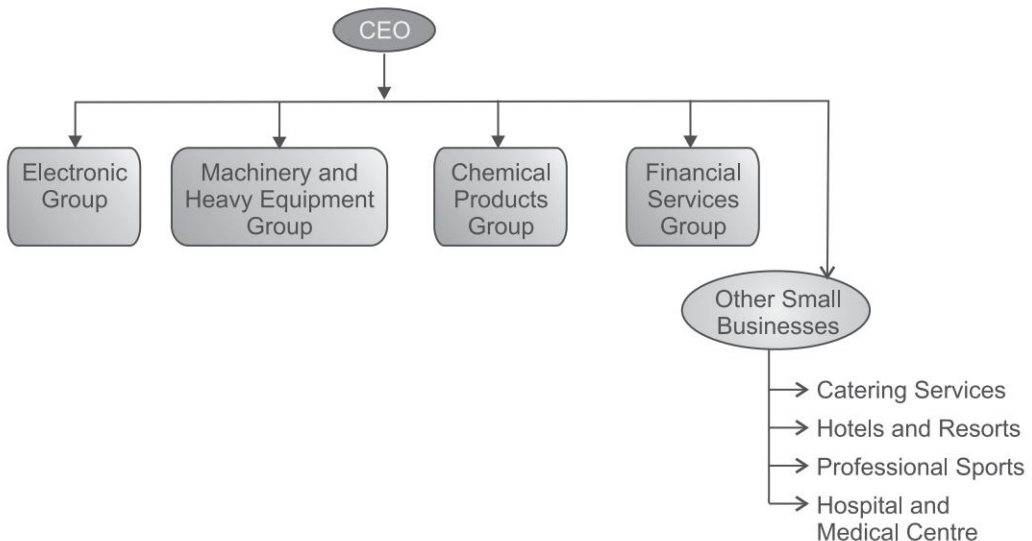 CEO
Electronic
Group
Machinery and
Heavy Equipment
Group
Chemical
Products
Group
Financial
Services
Group
Other Small
Businesses
Catering Services
Hotels and Resorts
Professional Sports
Hospital and
Medical Centre